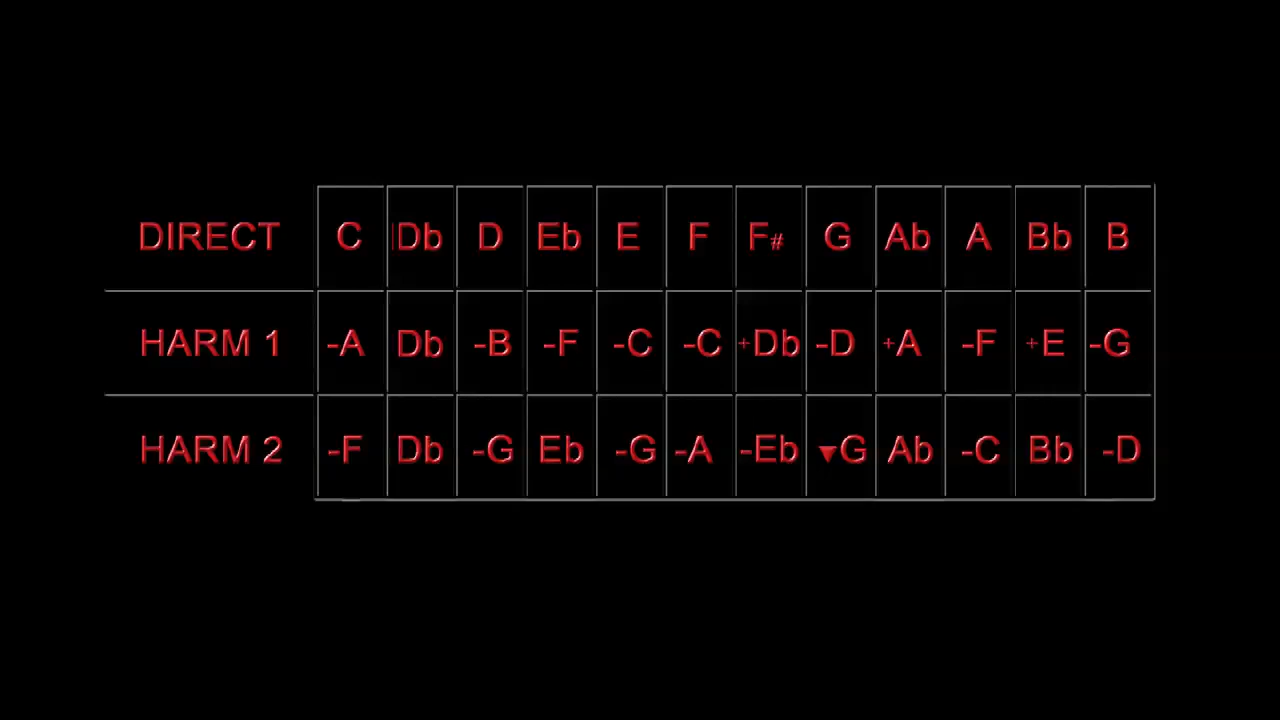 DIRECT C Db D Eb E F F# G Ab A Bb B
HARM 1 -A Db -B -F -C -C +Db -D +A -F +E -G
HARM 2 -F Db -G Eb -G -A -Eb ▾G Ab -C Bb -D